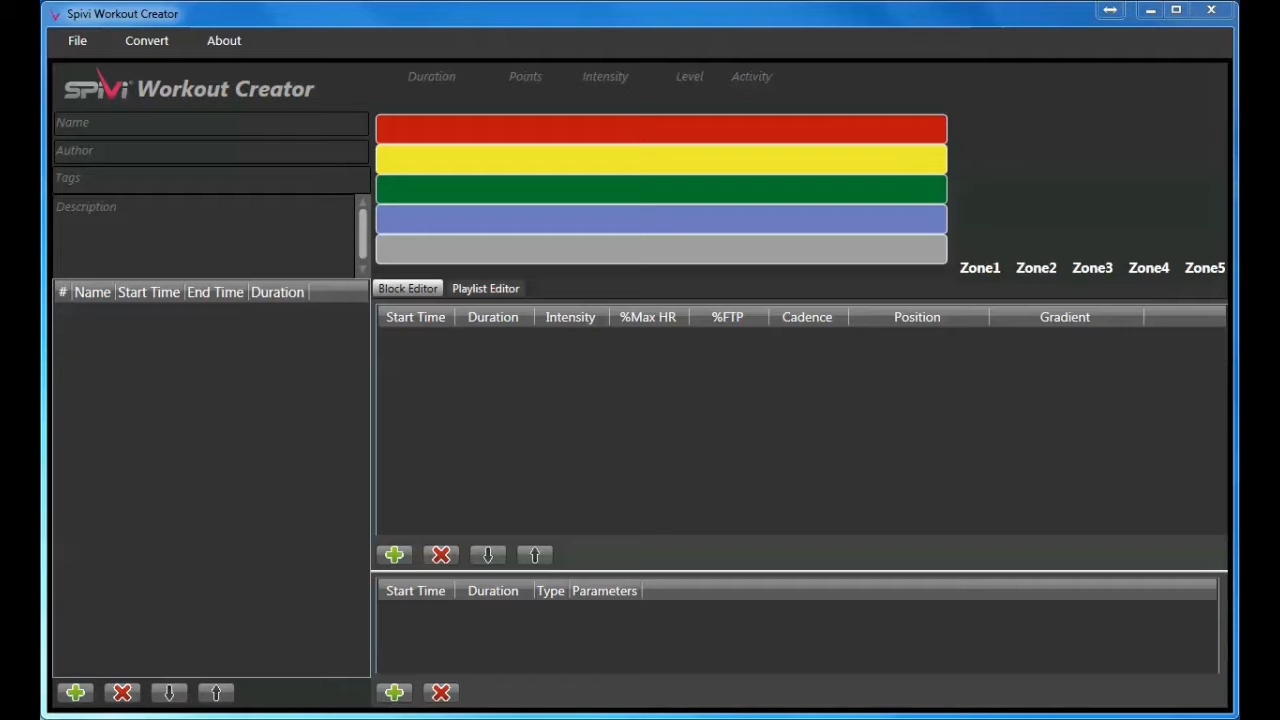 Spivi Workout Creator
File Convert About
SPiVi Workout Creator
Duration Points Intensity Level Activity
Name
Author
Tags
Description
Zone1 Zone2 Zone3 Zone4 Zone5
# Name Start Time End Time Duration
Block Editor Playlist Editor
Start Time Duration Intensity %Max HR %FTP Cadence Position Gradient
Start Time Duration Type Parameters